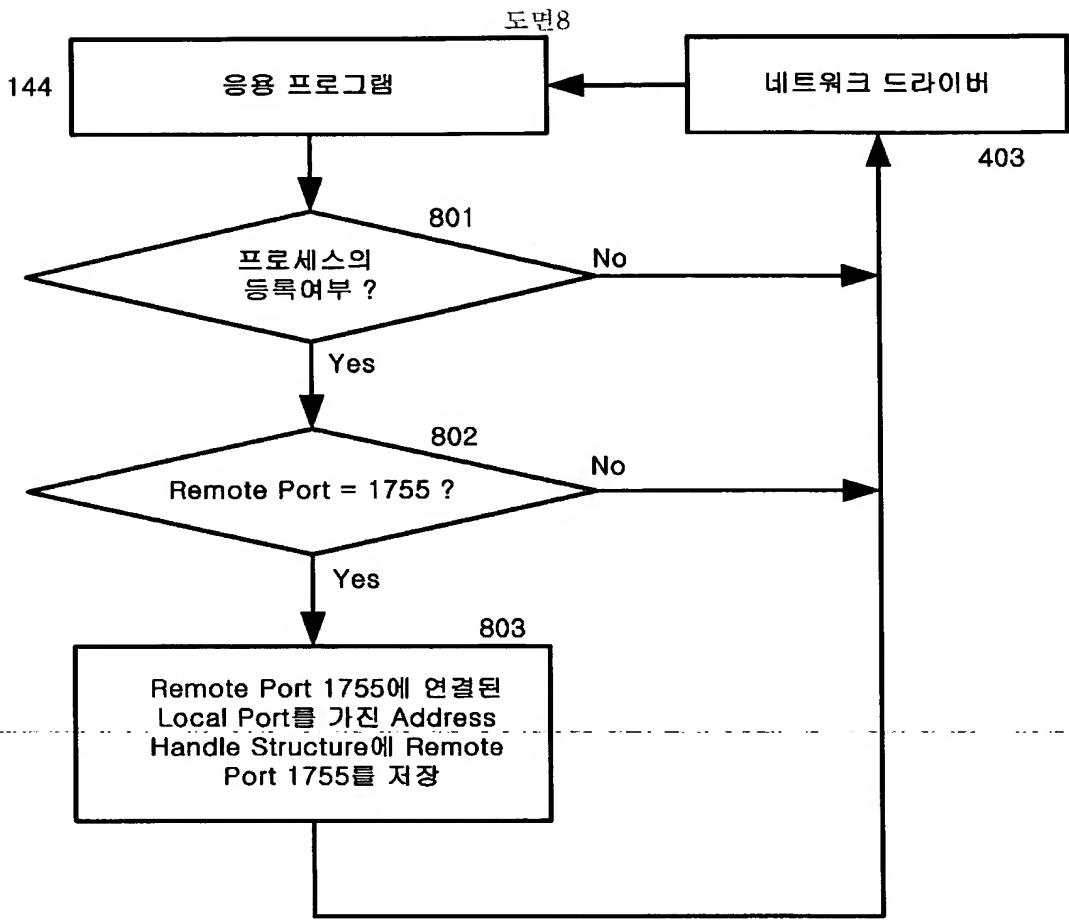 도면8
144
응용 프로그램
네트워크 드라이버
403
801
프로세스의
등록여부 ?
No
Yes
802
Remote Port = 1755 ?
No
Yes
803
Remote Port 1755에 연결된
Local Port를 가진 Address
Handle Structure에 Remote
Port 1755를 저장